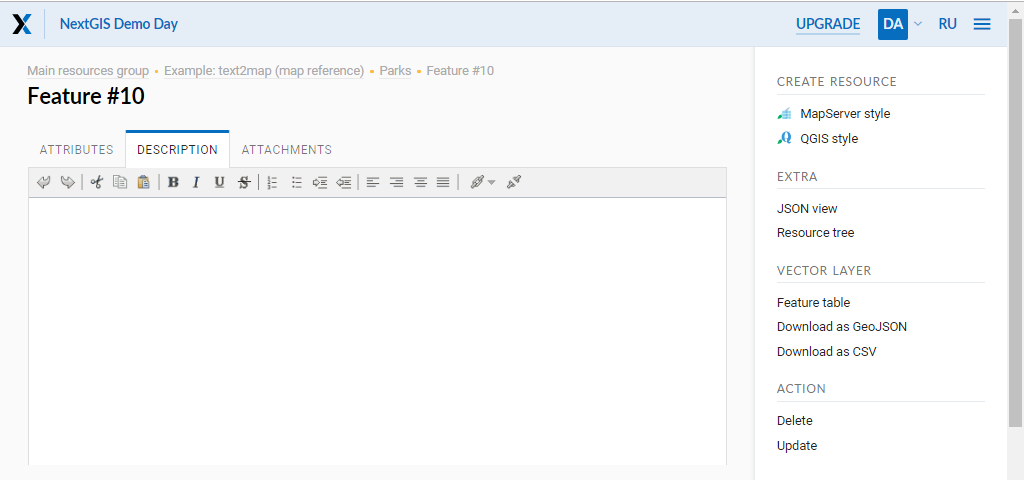 NextGIS Demo Day
UPGRADE DA RU
Main resources group • Example: text2map (map reference) • Parks • Feature #10
Feature #10
ATTRIBUTES DESCRIPTION ATTACHMENTS
B I U S
CREATE RESOURCE
MapServer style
QGIS style
EXTRA
JSON view
Resource tree
VECTOR LAYER
Feature table
Download as GeoJSON
Download as CSV
ACTION
Delete
Update